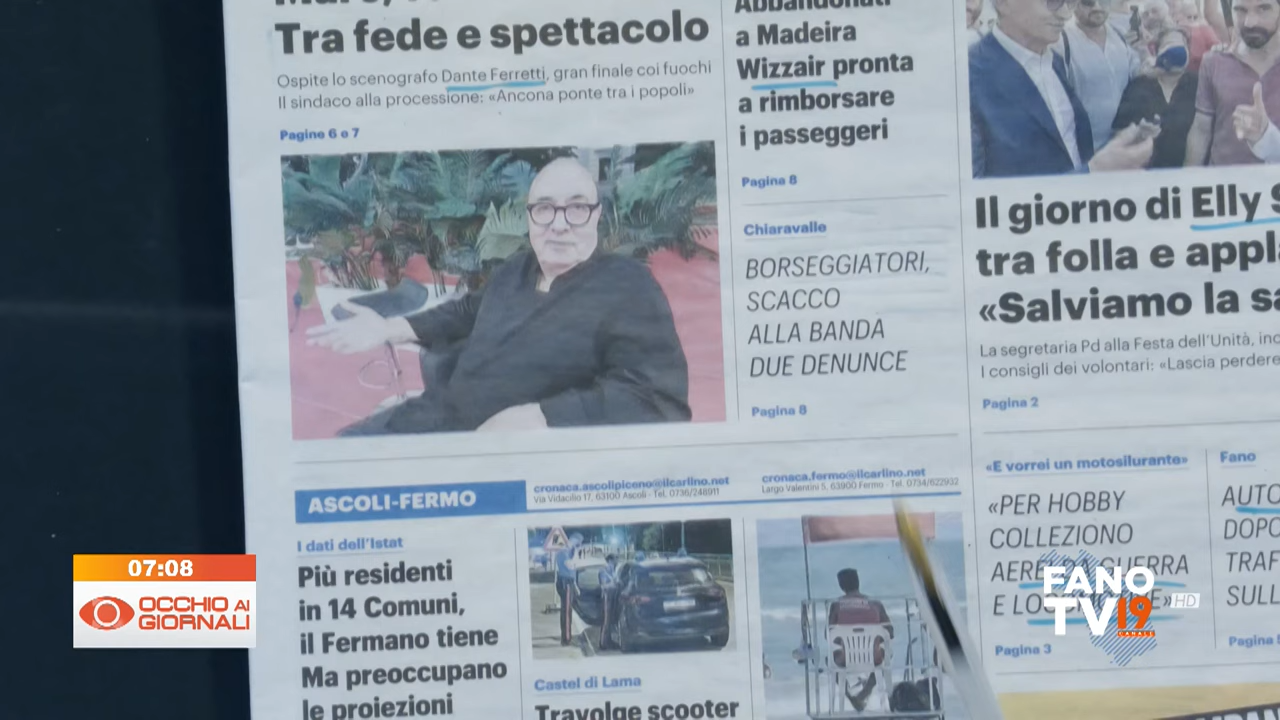 Tra fede e spettacolo
Ospite lo scenografo Dante Ferretti, gran finale coi fuochi
Il sindaco alla processione: «Ancona ponte tra i popoli»
Pagine 6 e 7
Abbandonati
a Madeira
Wizzair pronta
a rimborsare
i passeggeri
Pagina 8
Chiaravalle
BORSEGGIATORI,
SCACCO
ALLA BANDA
DUE DENUNCE
Pagina 8
Il giorno di Elly
tra folla e
«Salviamo la
La segretaria Pd alla Festa dell'Unità,
I consigli dei volontari: «Lascia perdere
Pagina 2
ASCOLI-FERMO
cronaca.ascolipiceno@ilcarlino.net
Via Vidacilio 17, 63100 Ascoli - Tel. 0736/248911
cronaca.fermo@ilcarlino.net
Largo Valentini 5, 63900 Fermo - Tel. 0734/622932
I dati dell'Istat
Più residenti
in 14 Comuni,
il Fermano tiene
Ma preoccupano
le proiezioni
Castel di Lama
Travolge scooter
«E vorrei un motosilurante»
«PER HOBBY
COLLEZIONO
AEREI DA GUERRA
Pagina 3
Fano
AUTO
DOPO
Pagina
07:08
OCCHIO AI
GIORNALI
FANO
TV19 HD
CANALE